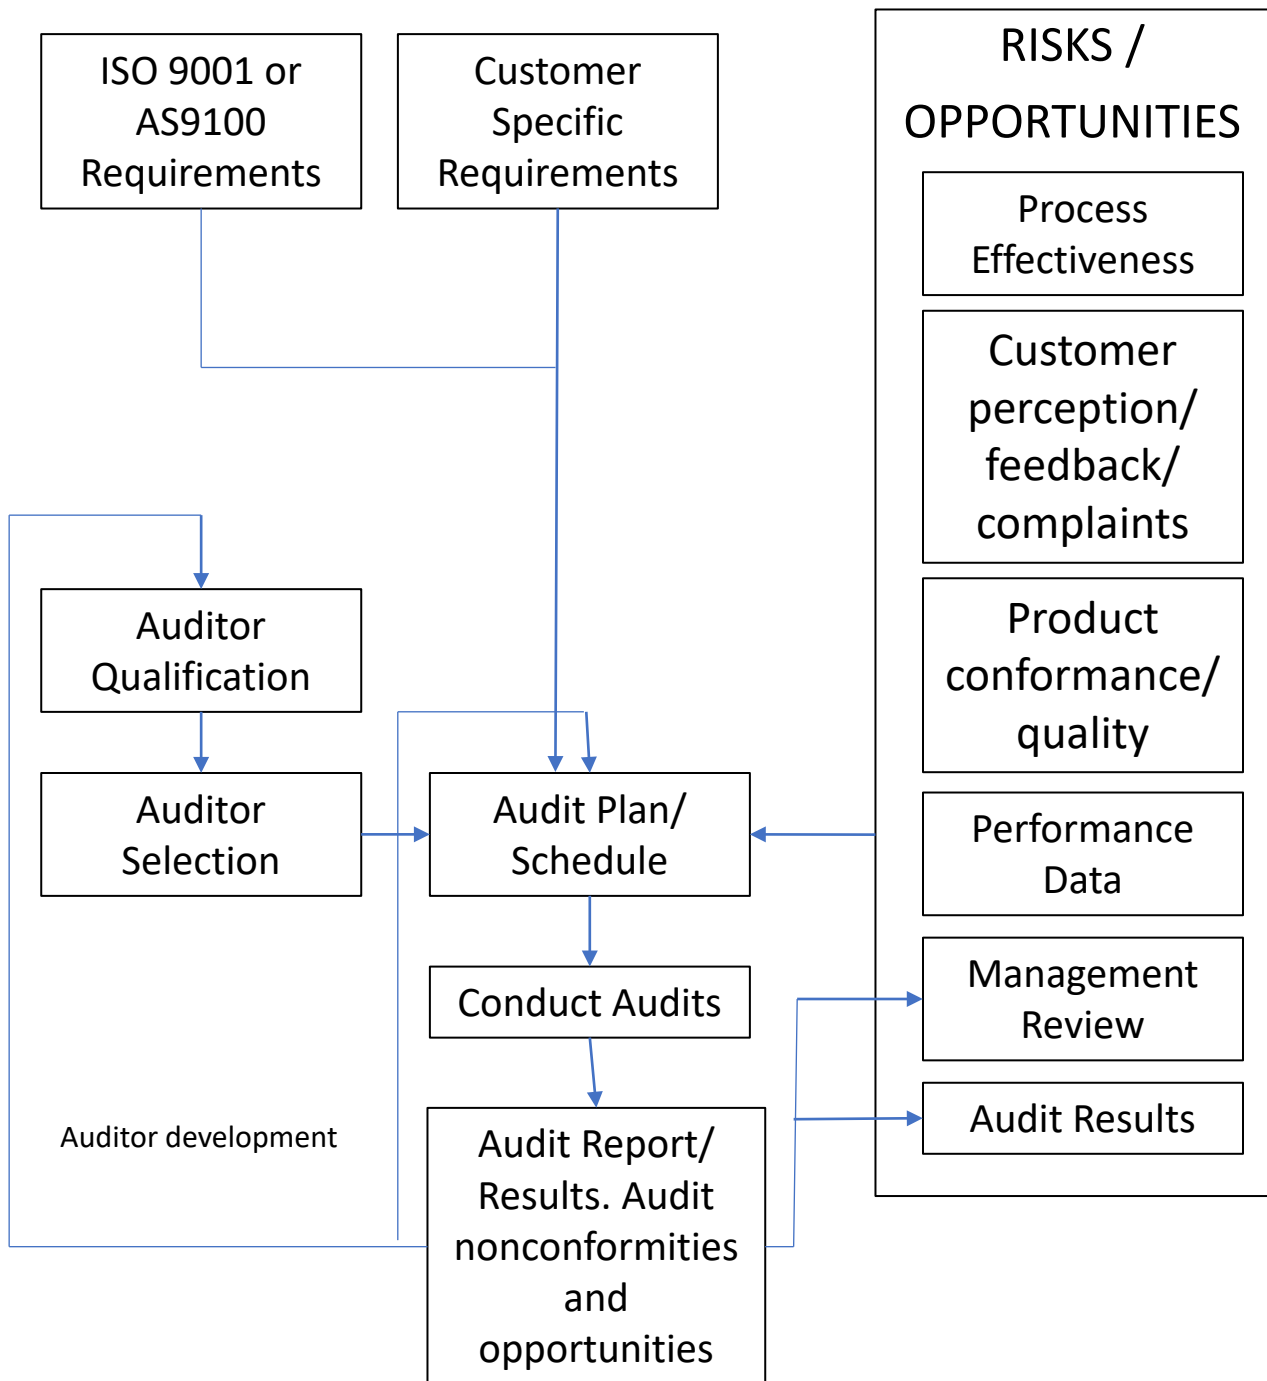 ISO 9001 or
AS9100
Requirements
Customer
Specific
Requirements
RISKS /
OPPORTUNITIES
Process
Effectiveness
Customer
perception/
feedback/
complaints
Product
conformance/
quality
Performance
Data
Management
Review
Audit Results
Auditor
Qualification
Auditor
Selection
Audit Plan/
Schedule
Conduct Audits
Auditor development
Audit Report/
Results. Audit
nonconformities
and
opportunities